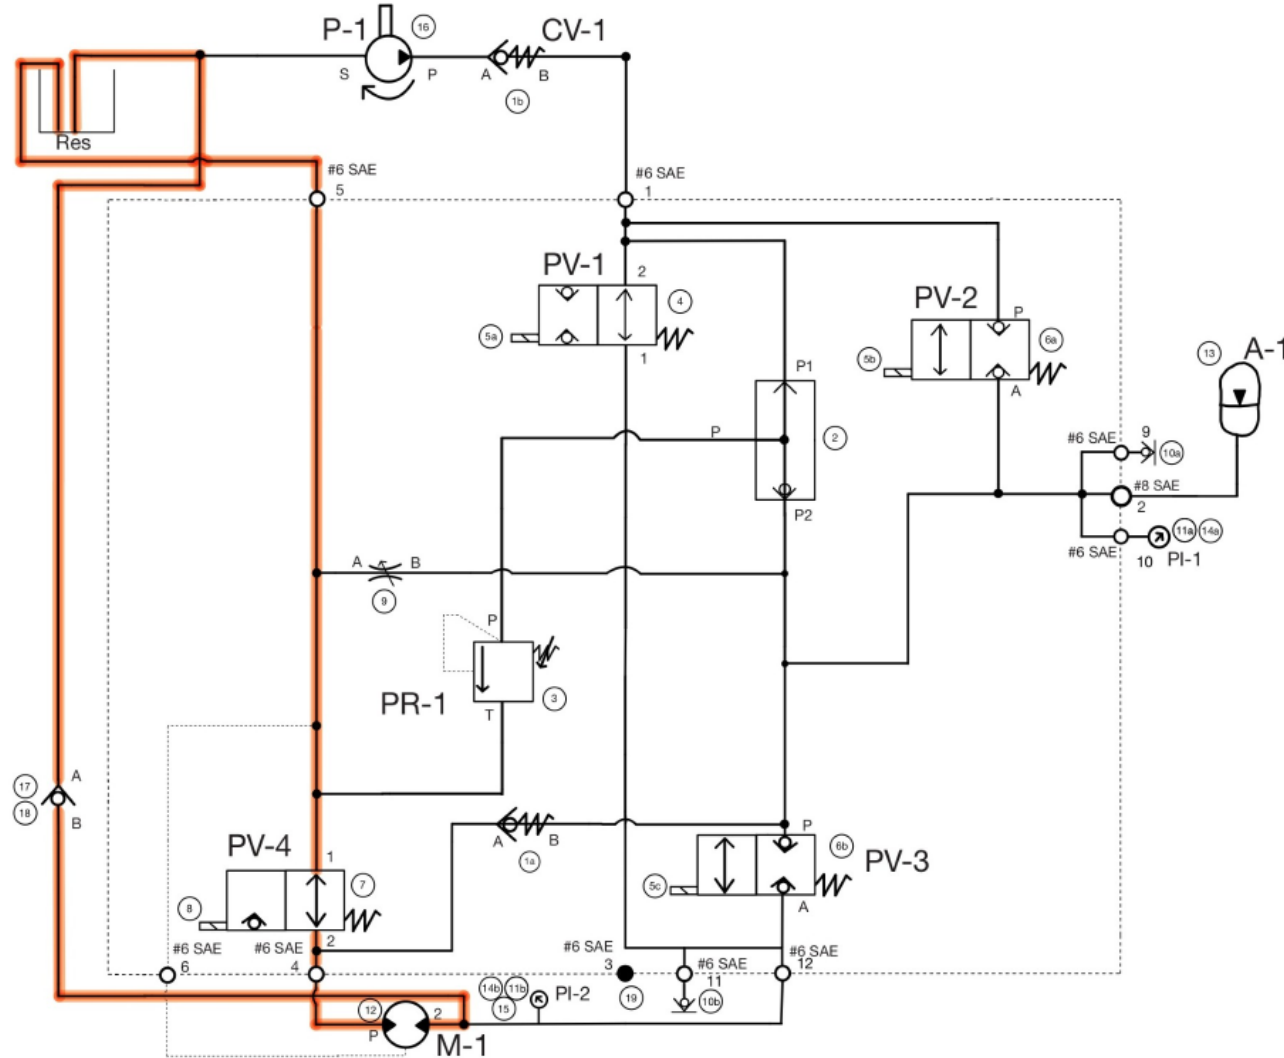 P-1
16
CV-1
S
P
A
B
1b
Res
#6 SAE
5
#6 SAE
1
PV-1
2
4
5a
1
PV-2
P
6a
5b
A
13
A-1
P1
P
2
P2
#6 SAE
9
10a
#8 SAE
2
11a
14a
#6 SAE
10
PI-1
A
B
9
P
PR-1
3
T
17
A
18
B
A
B
1a
P
6b
PV-3
5c
A
PV-4
1
7
8
2
#6 SAE
#6 SAE
6
4
#6 SAE
3
19
#6 SAE
11
10b
#6 SAE
12
14b
11b
15
PI-2
12
P
2
M-1